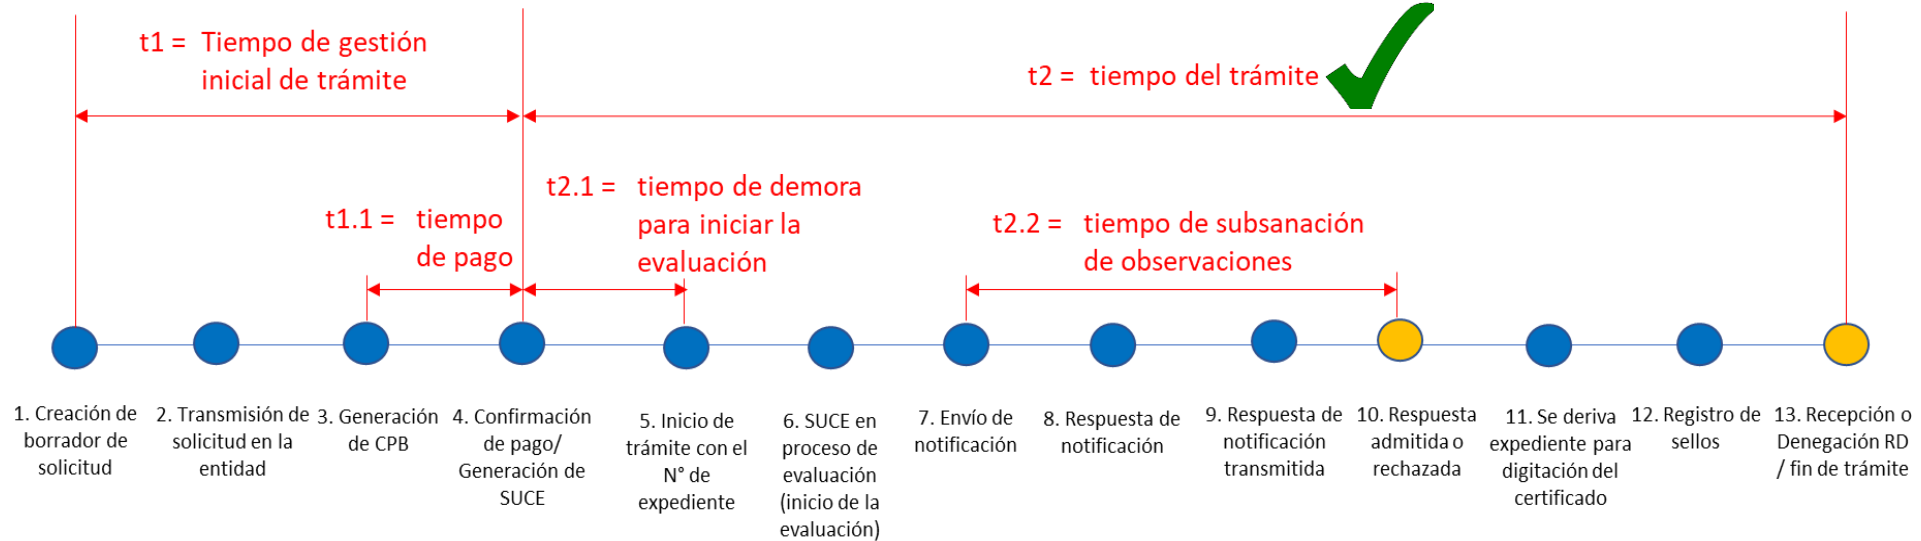 t1 = Tiempo de gestión
inicial de trámite
t2 = tiempo del trámite
t1.1 = tiempo
de pago
t2.1 = tiempo de demora
para iniciar la
evaluación
t2.2 = tiempo de subsanación
de observaciones
1. Creación de
borrador de
solicitud
2. Transmisión de
solicitud en la
entidad
3. Generación
de CPB
4. Confirmación
de pago/
Generación de
SUCE
5. Inicio de
trámite con el
N° de
expediente
6. SUCE en
proceso de
evaluación
(inicio de la
evaluación)
7. Envío de
notificación
8. Respuesta de
notificación
9. Respuesta de
notificación
transmitida
10. Respuesta
admitida o
rechazada
11. Se deriva
expediente para
digitación del
certificado
12. Registro de
sellos
13. Recepción o
Denegación RD
/ fin de trámite